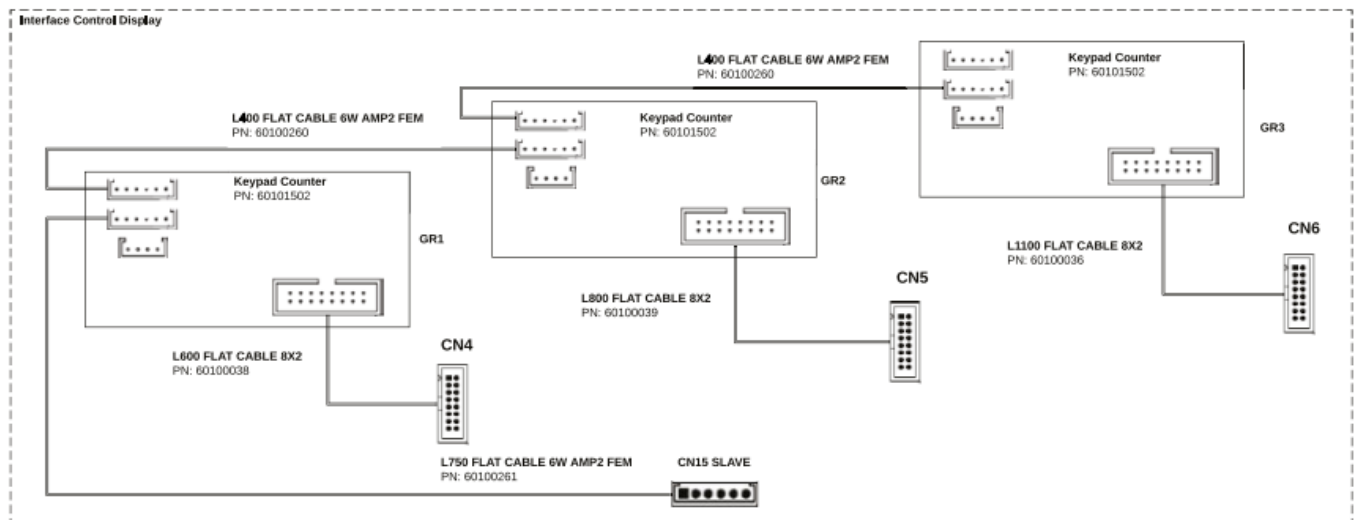 Interface Control Display
L400 FLAT CABLE 6W AMP2 FEM
PN: 60100260
Keypad Counter
PN: 60101502
GR3
L400 FLAT CABLE 6W AMP2 FEM
PN: 60100260
Keypad Counter
PN: 60101502
GR2
Keypad Counter
PN: 60101502
GR1
L1100 FLAT CABLE 8X2
PN: 60100036
CN6
L800 FLAT CABLE 8X2
PN: 60100039
CN5
L600 FLAT CABLE 8X2
PN: 60100038
CN4
L750 FLAT CABLE 6W AMP2 FEM
PN: 60100261
CN15 SLAVE